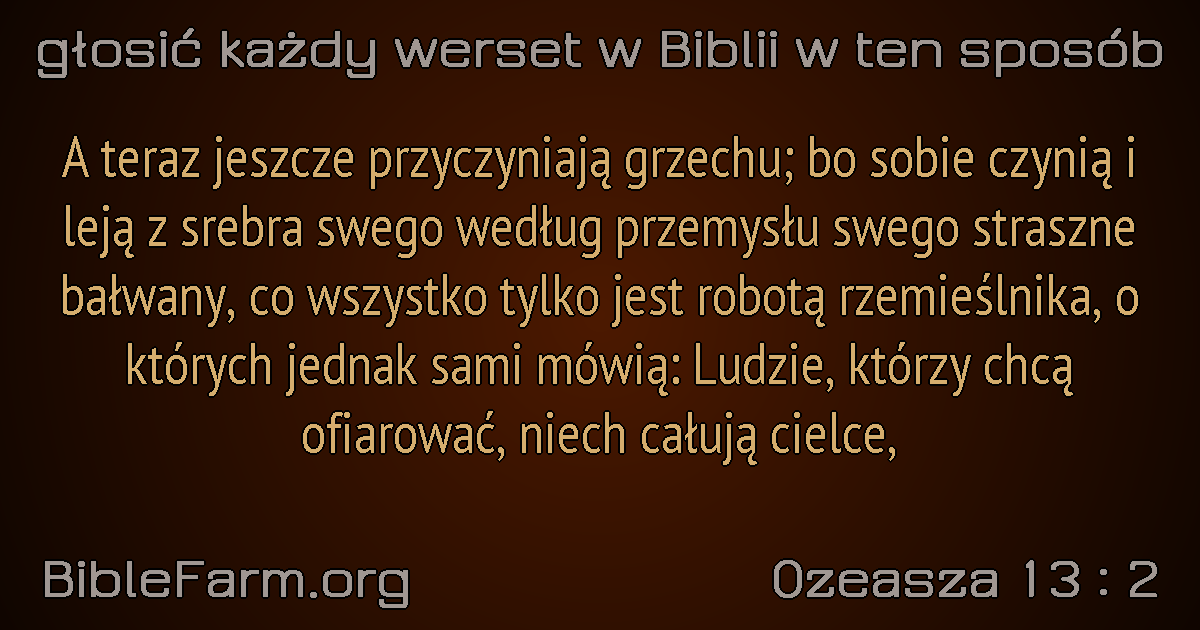 głosić każdy werset w Biblii w ten sposób
A teraz jeszcze przyczyniają grzechu; bo sobie czynią i
leją z srebra swego według przemysłu swego straszne
bałwany, co wszystko tylko jest robotą rzemieślnika, o
których jednak sami mówią: Ludzie, którzy chcą
ofiarować, niech całują cielce,
BibleFarm.org
Ozeasza 13 : 2